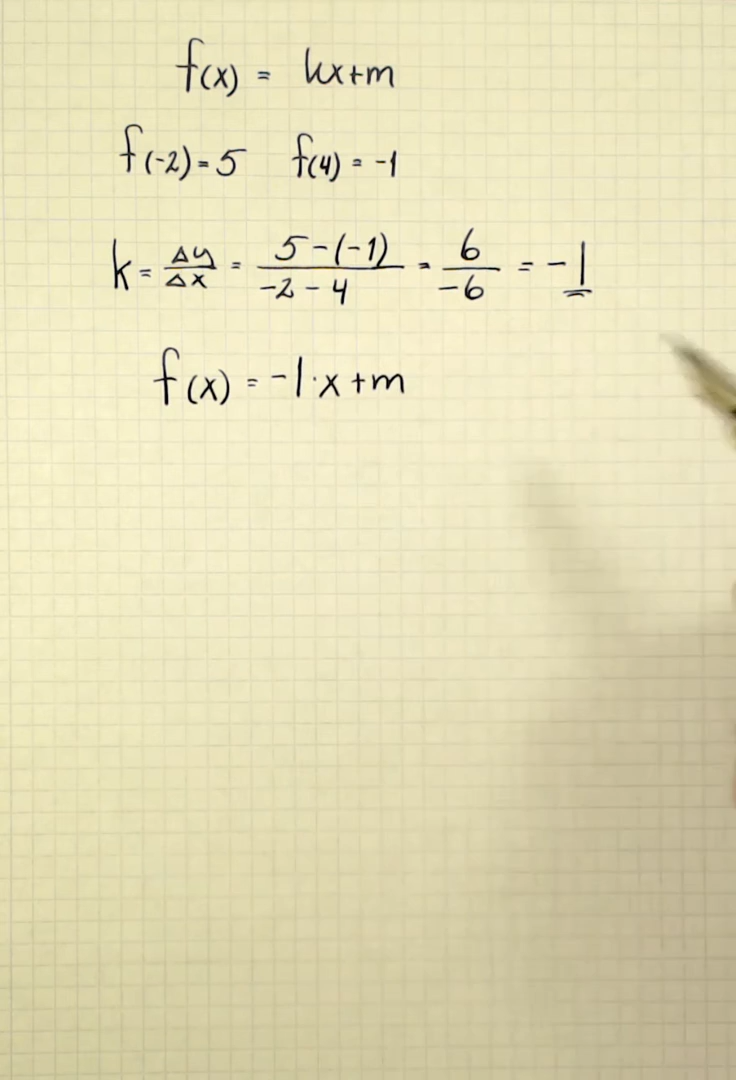 f(x) = kx+m
f(-2)=5 f(4) = -1
k = Δy/Δx = 5-(-1)/-2-4 = 6/-6 = -1
f(x) = -1·x+m